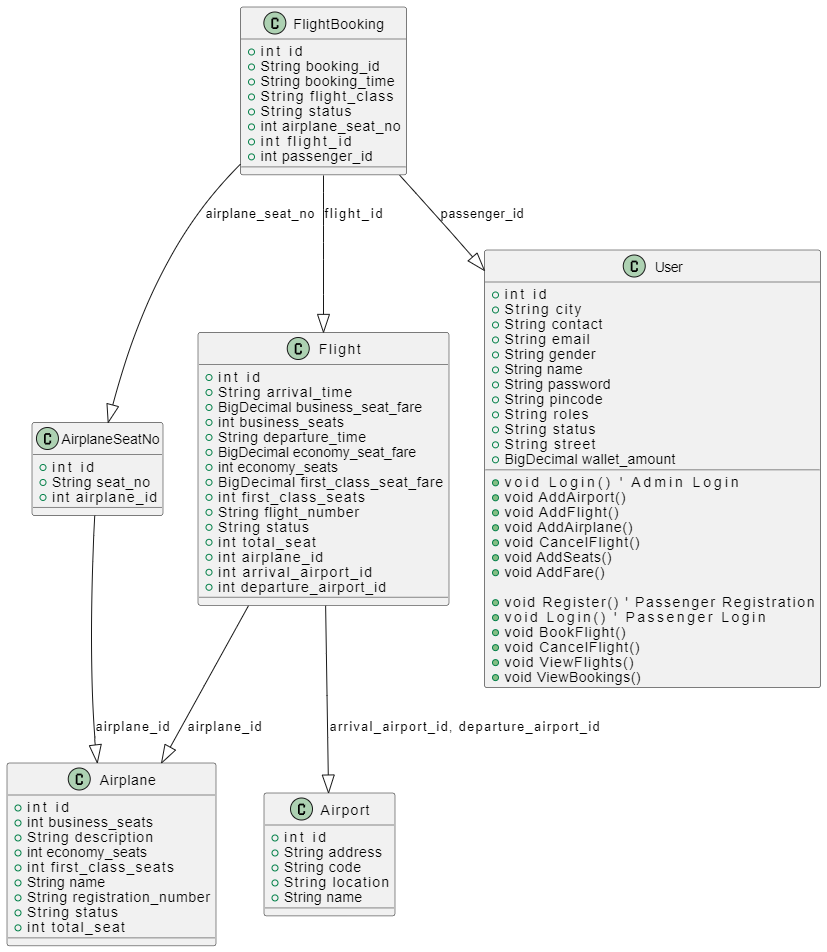 C FlightBooking
int id
String booking_id
String booking_time
String flight_class
String status
int airplane_seat_no
int flight_id
int passenger_id
airplane_seat_no
flight_id
passenger_id
C User
int id
String city
String contact
String email
String gender
String name
String password
String pincode
String roles
String status
String street
BigDecimal wallet_amount
void Login() ' Admin Login
void AddAirport()
void AddFlight()
void AddAirplane()
void CancelFlight()
void AddSeats()
void AddFare()
void Register() ' Passenger Registration
void Login() ' Passenger Login
void BookFlight()
void CancelFlight()
void ViewFlights()
void ViewBookings()
C Flight
int id
String arrival_time
BigDecimal business_seat_fare
int business_seats
String departure_time
BigDecimal economy_seat_fare
int economy_seats
BigDecimal first_class_seat_fare
int first_class_seats
String flight_number
String status
int total_seat
int airplane_id
int arrival_airport_id
int departure_airport_id
C AirplaneSeatNo
int id
String seat_no
int airplane_id
airplane_id
airplane_id
arrival_airport_id, departure_airport_id
C Airplane
int id
int business_seats
String description
int economy_seats
int first_class_seats
String name
String registration_number
String status
int total_seat
C Airport
int id
String address
String code
String location
String name